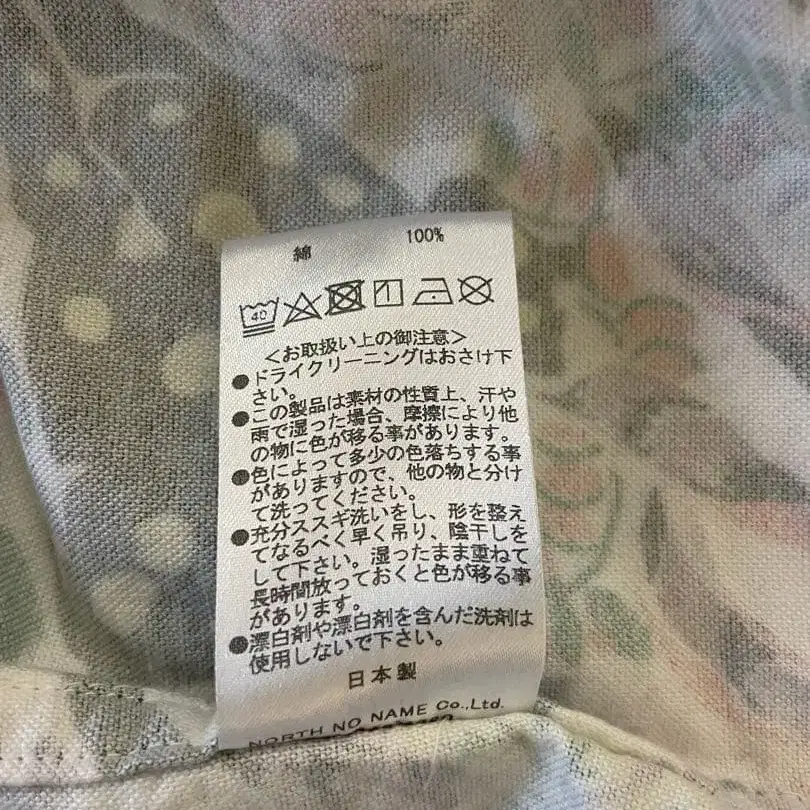 綿 100%
40
<お取扱い上の御注意>
●ドライクリーニングはおさけ下
さい。
●この製品は素材の性質上、汗や
雨で湿った場合、摩擦により他
の物に色が移る事があります。
●色によって多少の色落ちする事
がありますので、他の物と分け
て洗ってください。
●充分ススギ洗いをし、形を整え
てなるべく早く吊り、陰干しを
して下さい。湿ったまま重ねて
長時間放っておくと色が移る事
があります。
●漂白剤や漂白剤を含んだ洗剤は
使用しないで下さい。
日本製
NORTH NO NAME Co.,Ltd.